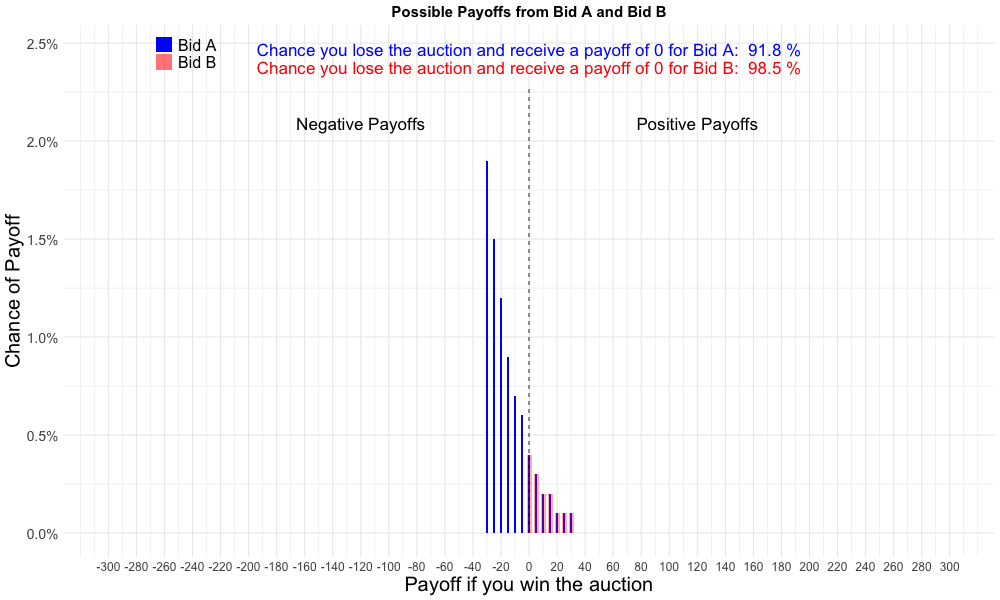 Possible Payoffs from Bid A and Bid B
Bid A
Bid B
Chance you lose the auction and receive a payoff of 0 for Bid A: 91.8 %
Chance you lose the auction and receive a payoff of 0 for Bid B: 98.5 %
Negative Payoffs
Positive Payoffs
Chance of Payoff
2.5%
2.0%
1.5%
1.0%
0.5%
0.0%
-300 -280 -260 -240 -220 -200 -180 -160 -140 -120 -100 -80 -60 -40 -20 0 20 40 60 80 100 120 140 160 180 200 220 240 260 280 300
Payoff if you win the auction